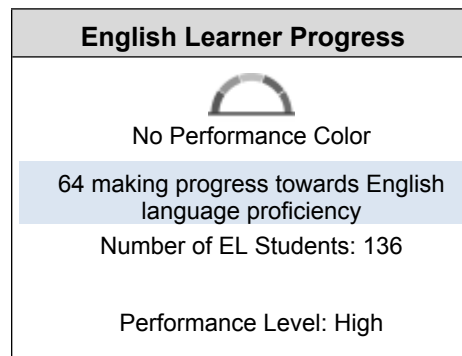 English Learner Progress
No Performance Color
64 making progress towards English
language proficiency
Number of EL Students: 136
Performance Level: High